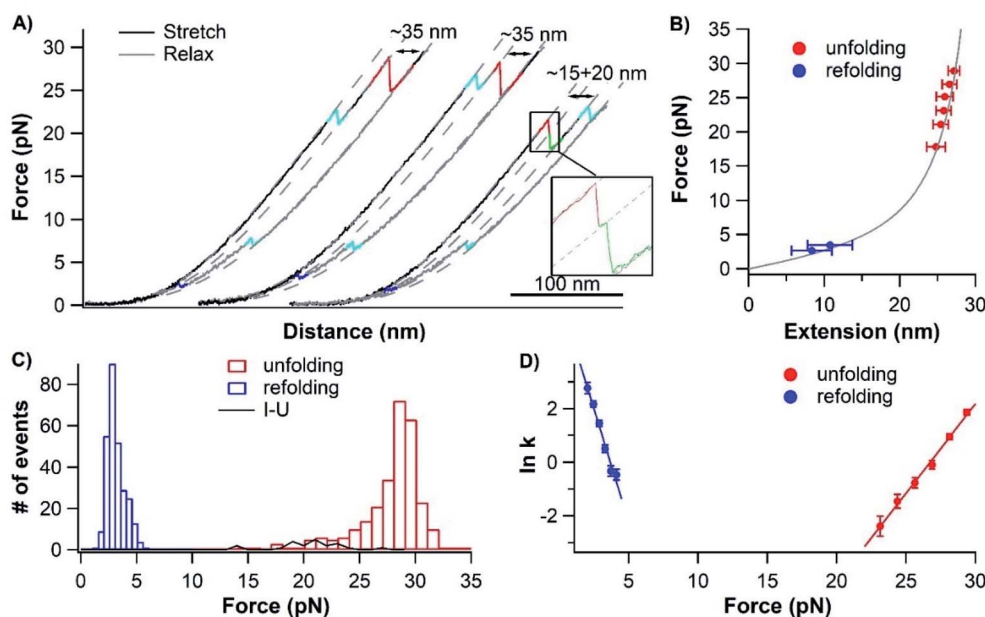 A)
Stretch
Relax
~35 nm
~35 nm
~15+20 nm
100 nm
30
25
20
15
10
5
0
Force (pN)
Distance (nm)
B)
unfolding
refolding
35
30
25
20
15
10
5
0
Force (pN)
0
10
20
30
Extension (nm)
C)
unfolding
refolding
I-U
80
60
40
20
0
# of events
0
5
10
15
20
25
30
35
Force (pN)
D)
unfolding
refolding
2
0
-2
ln k
5
10
15
20
25
30
Force (pN)